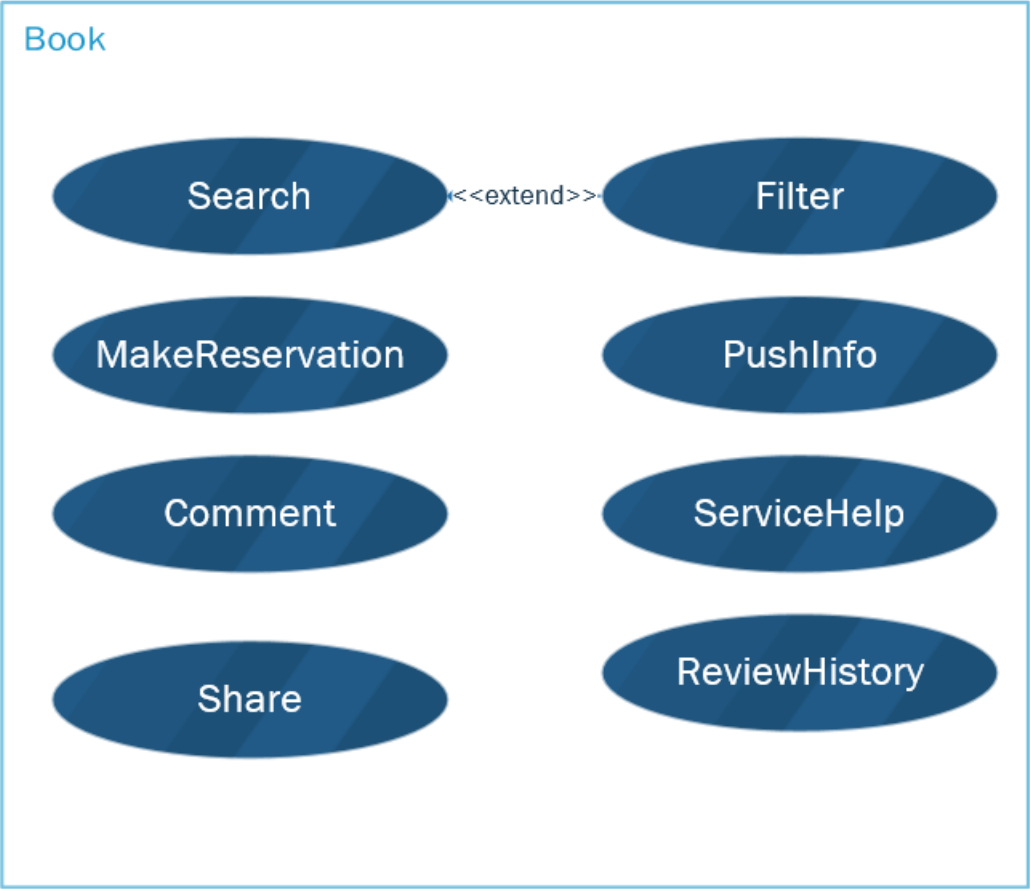 Book
Search
<<extend>>
Filter
MakeReservation
PushInfo
Comment
ServiceHelp
Share
ReviewHistory